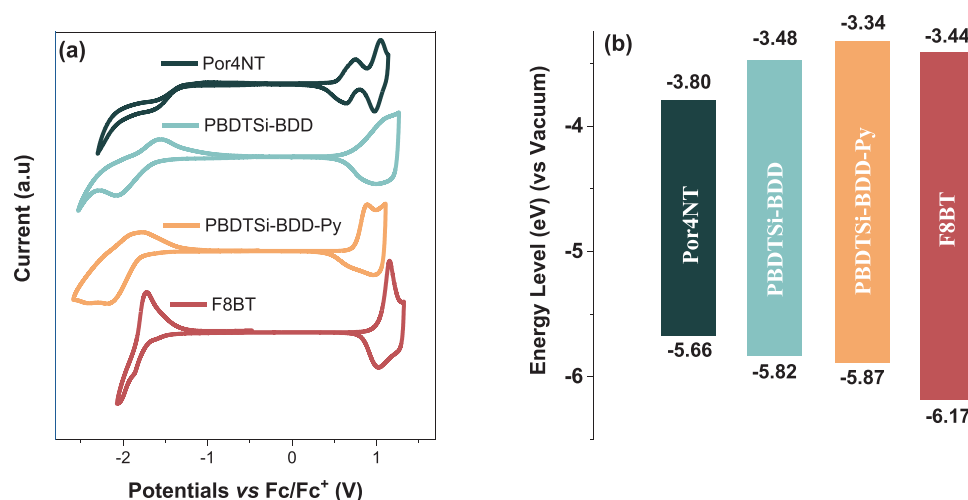 (a)
Por4NT
PBDTSi-BDD
PBDTSi-BDD-Py
F8BT
Current (a.u)
-2 -1 0 1
Potentials vs Fc/Fc⁺ (V)
(b)
-3.80
-3.48
-3.34
-3.44
-4
-5
-6
Energy Level (eV) (vs Vacuum)
Por4NT
PBDTSi-BDD
PBDTSi-BDD-Py
F8BT
-5.66
-5.82
-5.87
-6.17